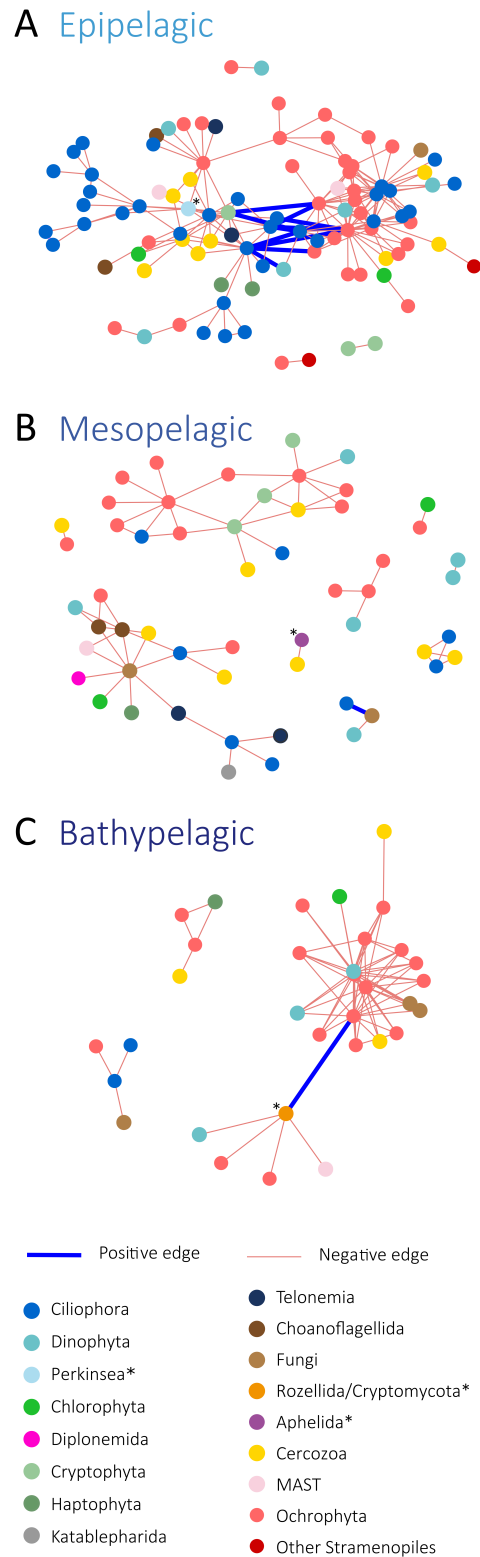 A Epipelagic
*
B Mesopelagic
*
C Bathypelagic
*
Positive edge
Negative edge
Ciliophora
Dinophyta
Perkinsea*
Chlorophyta
Diplonemida
Cryptophyta
Haptophyta
Katablepharida
Telonemia
Choanoflagellida
Fungi
Rozellida/Cryptomycota*
Aphelida*
Cercozoa
MAST
Ochrophyta
Other Stramenopiles